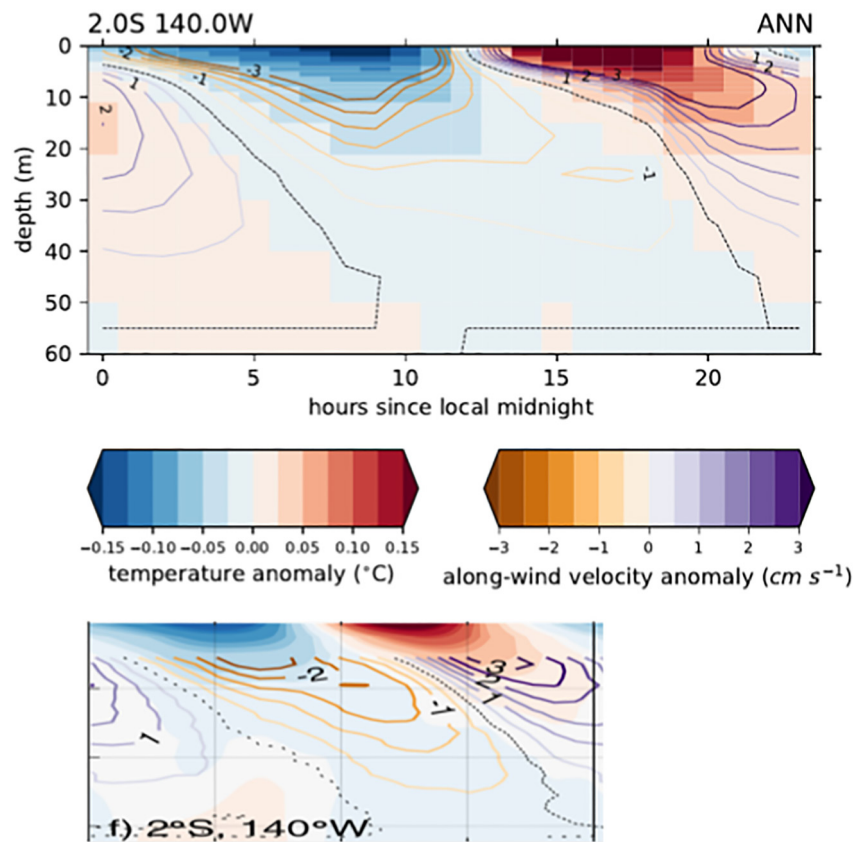 2.0S 140.0W ANN
0
10
20
30
40
50
60
depth (m)
-2 -1 -3 1 2 1 2 3 1 2 -1
0 5 10 15 20
hours since local midnight
−0.15 −0.10 −0.05 0.00 0.05 0.10 0.15
temperature anomaly (°C)
−3 −2 −1 0 1 2 3
along-wind velocity anomaly (cm s⁻¹)
-2 -1 1 3 2 1
f) 2°S, 140°W